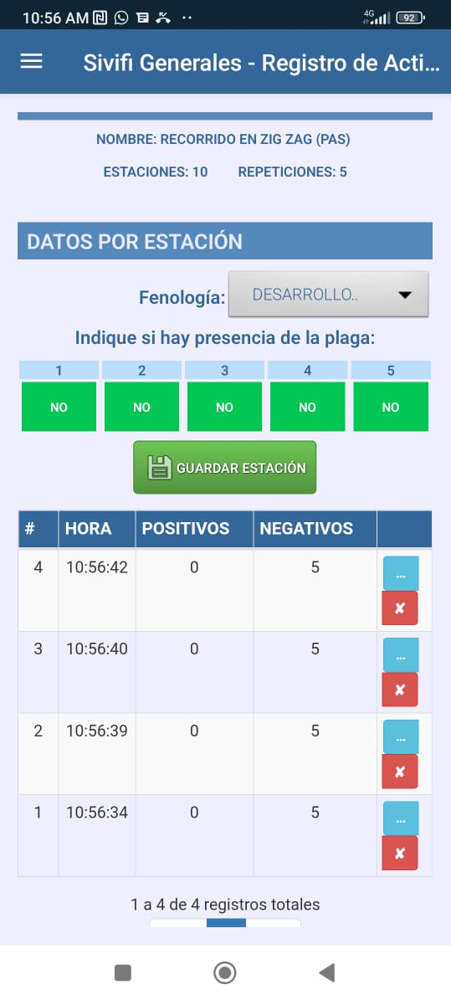 10:56 AM
4G
92
Sivifi Generales - Registro de Acti...
NOMBRE: RECORRIDO EN ZIG ZAG (PAS)
ESTACIONES: 10 REPETICIONES: 5
DATOS POR ESTACIÓN
Fenología: DESARROLLO..
Indique si hay presencia de la plaga:
1 2 3 4 5
NO NO NO NO NO
GUARDAR ESTACIÓN
# HORA POSITIVOS NEGATIVOS
4 10:56:42 0 5 ...
3 10:56:40 0 5 ...
2 10:56:39 0 5 ...
1 10:56:34 0 5 ...
1 a 4 de 4 registros totales